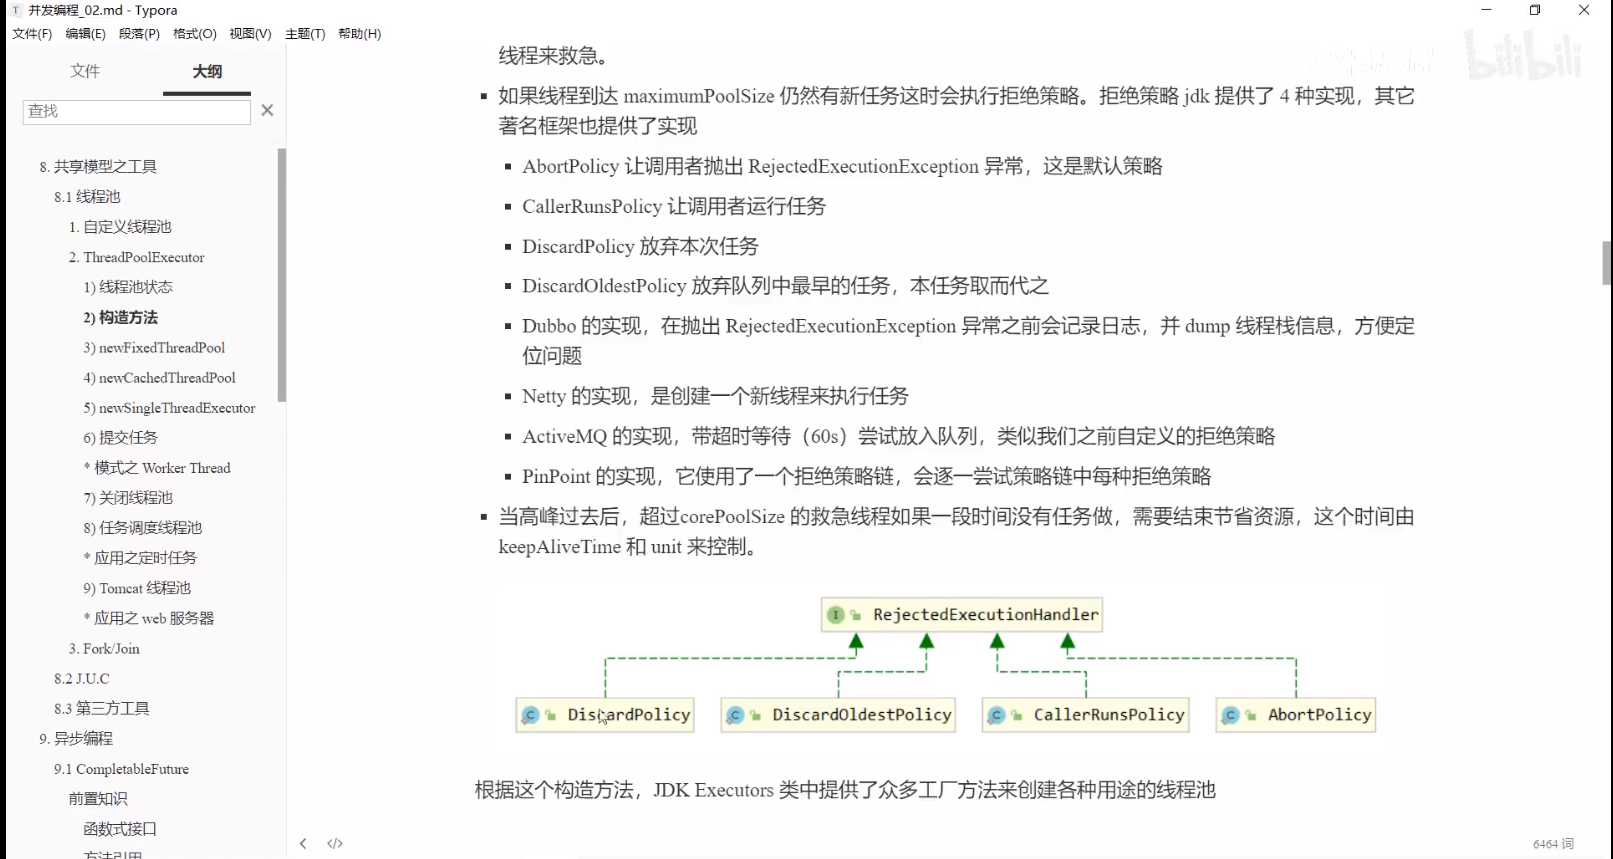 并发编程_02.md - Typora
文件(F) 编辑(E) 段落(P) 格式(O) 视图(V) 主题(T) 帮助(H)
文件 大纲
查找
8. 共享模型之工具
8.1 线程池
1. 自定义线程池
2. ThreadPoolExecutor
1) 线程池状态
2) 构造方法
3) newFixedThreadPool
4) newCachedThreadPool
5) newSingleThreadExecutor
6) 提交任务
* 模式之 Worker Thread
7) 关闭线程池
8) 任务调度线程池
* 应用之定时任务
9) Tomcat 线程池
* 应用之 web 服务器
3. Fork/Join
8.2 J.U.C
8.3 第三方工具
9. 异步编程
9.1 CompletableFuture
前置知识
函数式接口
方法引用
线程来救急。
如果线程到达 maximumPoolSize 仍然有新任务这时会执行拒绝策略。拒绝策略 jdk 提供了 4 种实现，其它
著名框架也提供了实现
AbortPolicy 让调用者抛出 RejectedExecutionException 异常，这是默认策略
CallerRunsPolicy 让调用者运行任务
DiscardPolicy 放弃本次任务
DiscardOldestPolicy 放弃队列中最早的任务，本任务取而代之
Dubbo 的实现，在抛出 RejectedExecutionException 异常之前会记录日志，并 dump 线程栈信息，方便定
位问题
Netty 的实现，是创建一个新线程来执行任务
ActiveMQ 的实现，带超时等待（60s）尝试放入队列，类似我们之前自定义的拒绝策略
PinPoint 的实现，它使用了一个拒绝策略链，会逐一尝试策略链中每种拒绝策略
当高峰过去后，超过corePoolSize 的救急线程如果一段时间没有任务做，需要结束节省资源，这个时间由
keepAliveTime 和 unit 来控制。
I RejectedExecutionHandler
C DiscardPolicy C DiscardOldestPolicy C CallerRunsPolicy C AbortPolicy
根据这个构造方法，JDK Executors 类中提供了众多工厂方法来创建各种用途的线程池
6464 词
bilibili